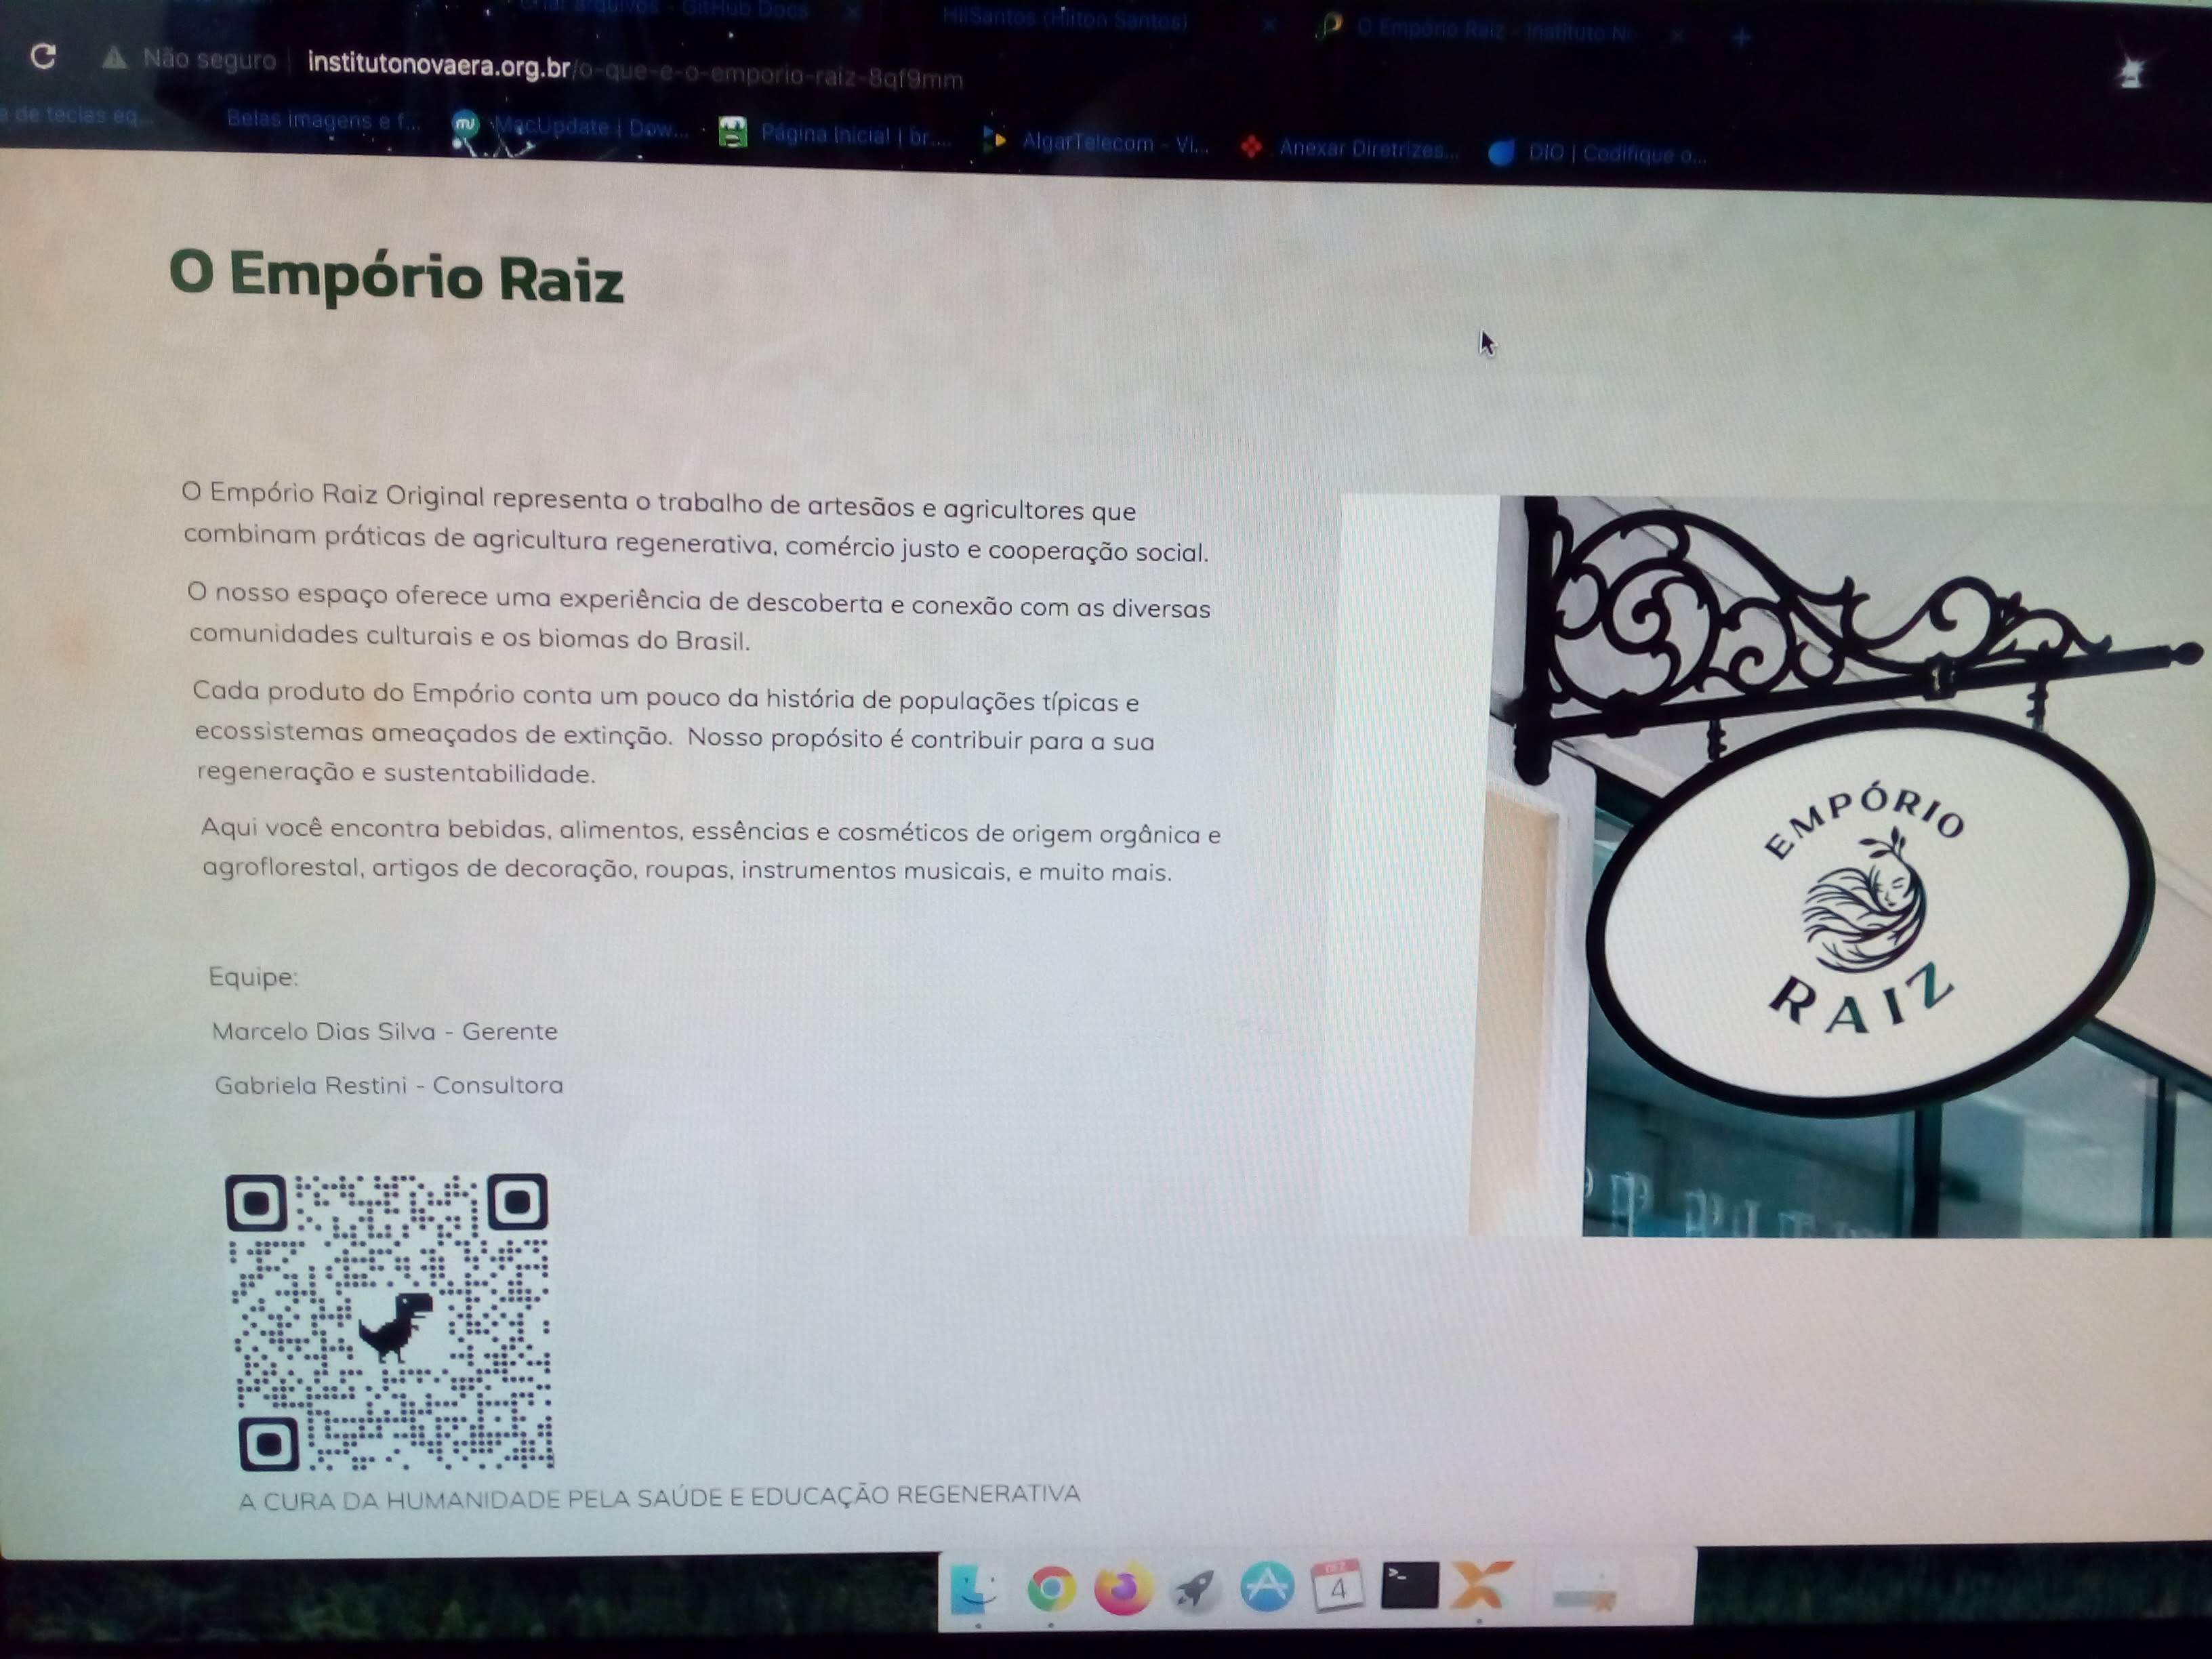 Criar arquivos - GitHub Docs
HilSantos (Hilton Santos)
O Empório Raiz - Instituto N
Não seguro institutonovaera.org.br/o-que-e-o-emporio-raiz-8qf9mm
de teclas eq...
Belas imagens e f...
MacUpdate | Dow...
Página Inicial | br....
AlgarTelecom - Vi...
Anexar Diretrizes...
DIO | Codifique o...
O Empório Raiz
O Empório Raiz Original representa o trabalho de artesãos e agricultores que
combinam práticas de agricultura regenerativa, comércio justo e cooperação social.
O nosso espaço oferece uma experiência de descoberta e conexão com as diversas
comunidades culturais e os biomas do Brasil.
Cada produto do Empório conta um pouco da história de populações típicas e
ecossistemas ameaçados de extinção. Nosso propósito é contribuir para a sua
regeneração e sustentabilidade.
Aqui você encontra bebidas, alimentos, essências e cosméticos de origem orgânica e
agroflorestal, artigos de decoração, roupas, instrumentos musicais, e muito mais.
Equipe:
Marcelo Dias Silva - Gerente
Gabriela Restini - Consultora
A CURA DA HUMANIDADE PELA SAÚDE E EDUCAÇÃO REGENERATIVA
EMPÓRIO
RAIZ
4